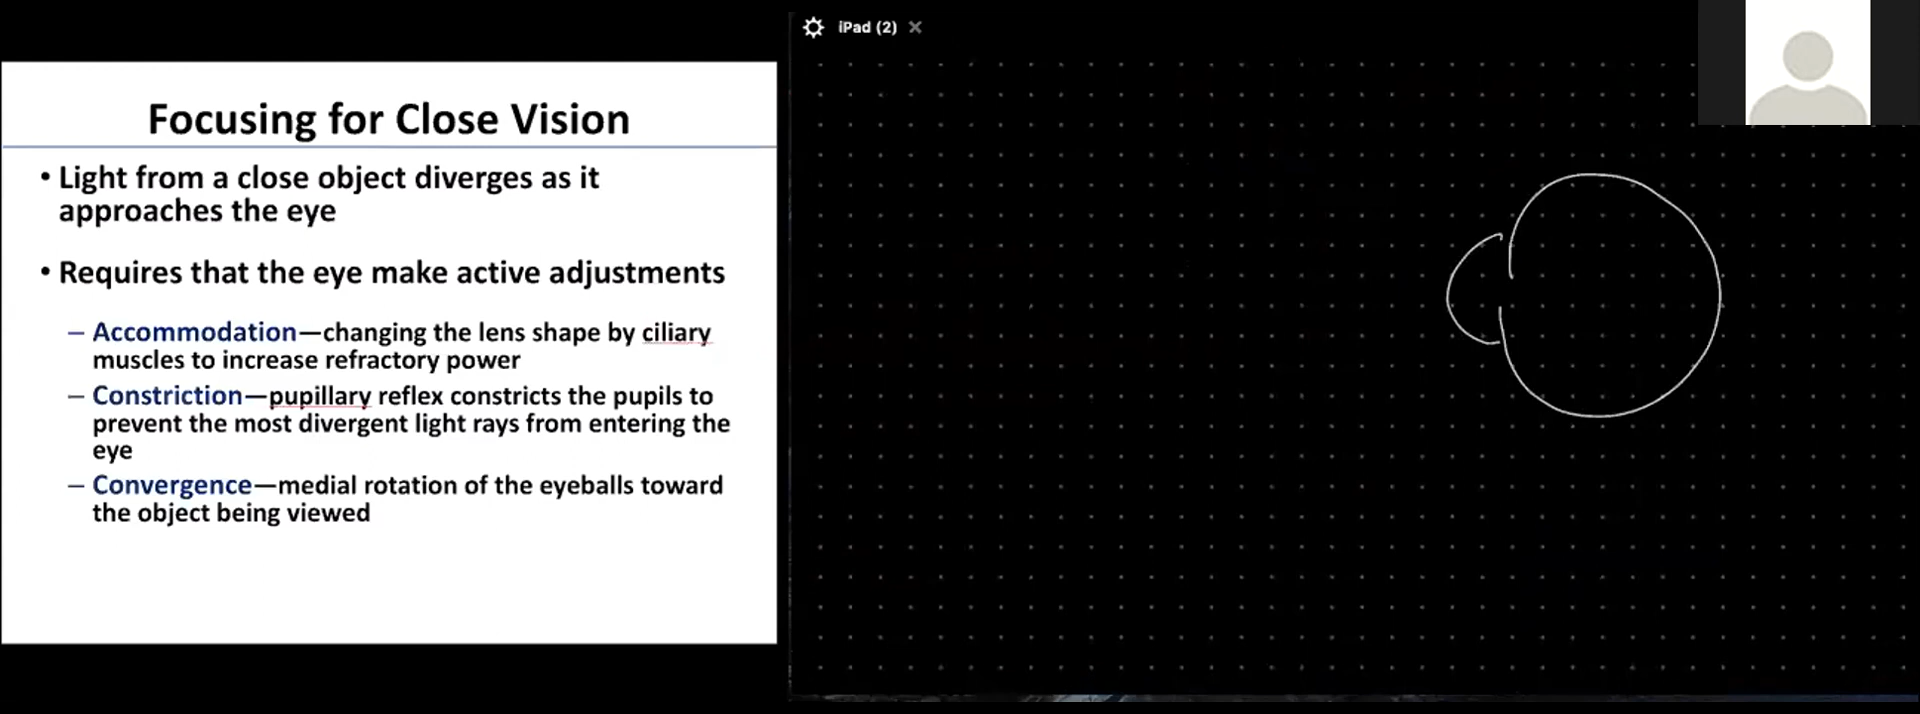 Focusing for Close Vision
• Light from a close object diverges as it
approaches the eye
• Requires that the eye make active adjustments
– Accommodation—changing the lens shape by ciliary
muscles to increase refractory power
– Constriction—pupillary reflex constricts the pupils to
prevent the most divergent light rays from entering the
eye
– Convergence—medial rotation of the eyeballs toward
the object being viewed
iPad (2)